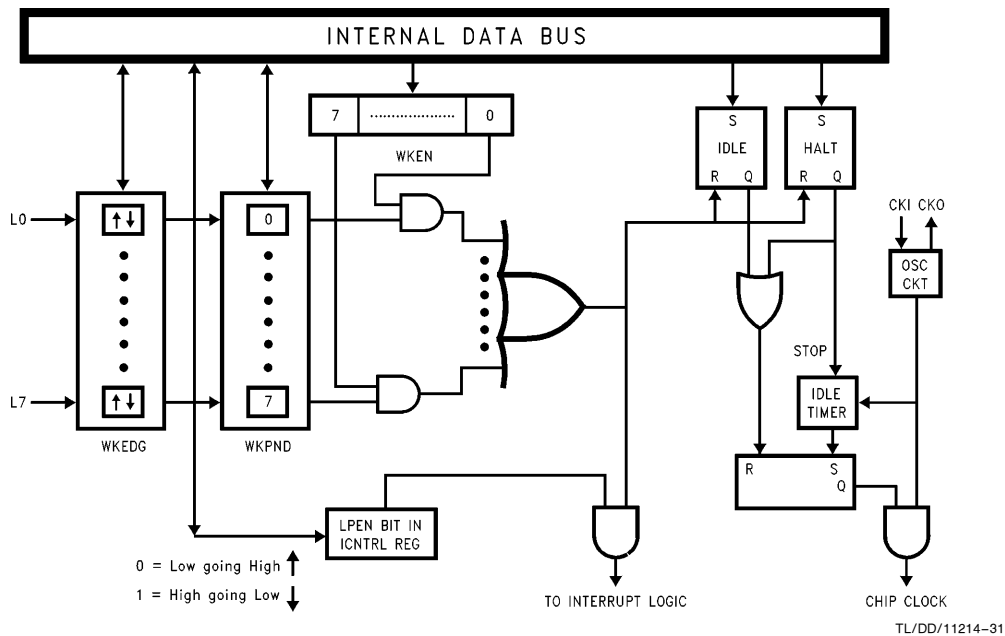 INTERNAL DATA BUS
7 ..................... 0
WKEN
S
IDLE
R Q
S
HALT
R Q
CKI CKO
OSC
CKT
L0
↑↓
0
L7
↑↓
7
WKEDG
WKPND
STOP
IDLE
TIMER
R S
Q
LPEN BIT IN
ICNTRL REG
0 = Low going High ↑
1 = High going Low ↓
TO INTERRUPT LOGIC
CHIP CLOCK
TL/DD/11214–31